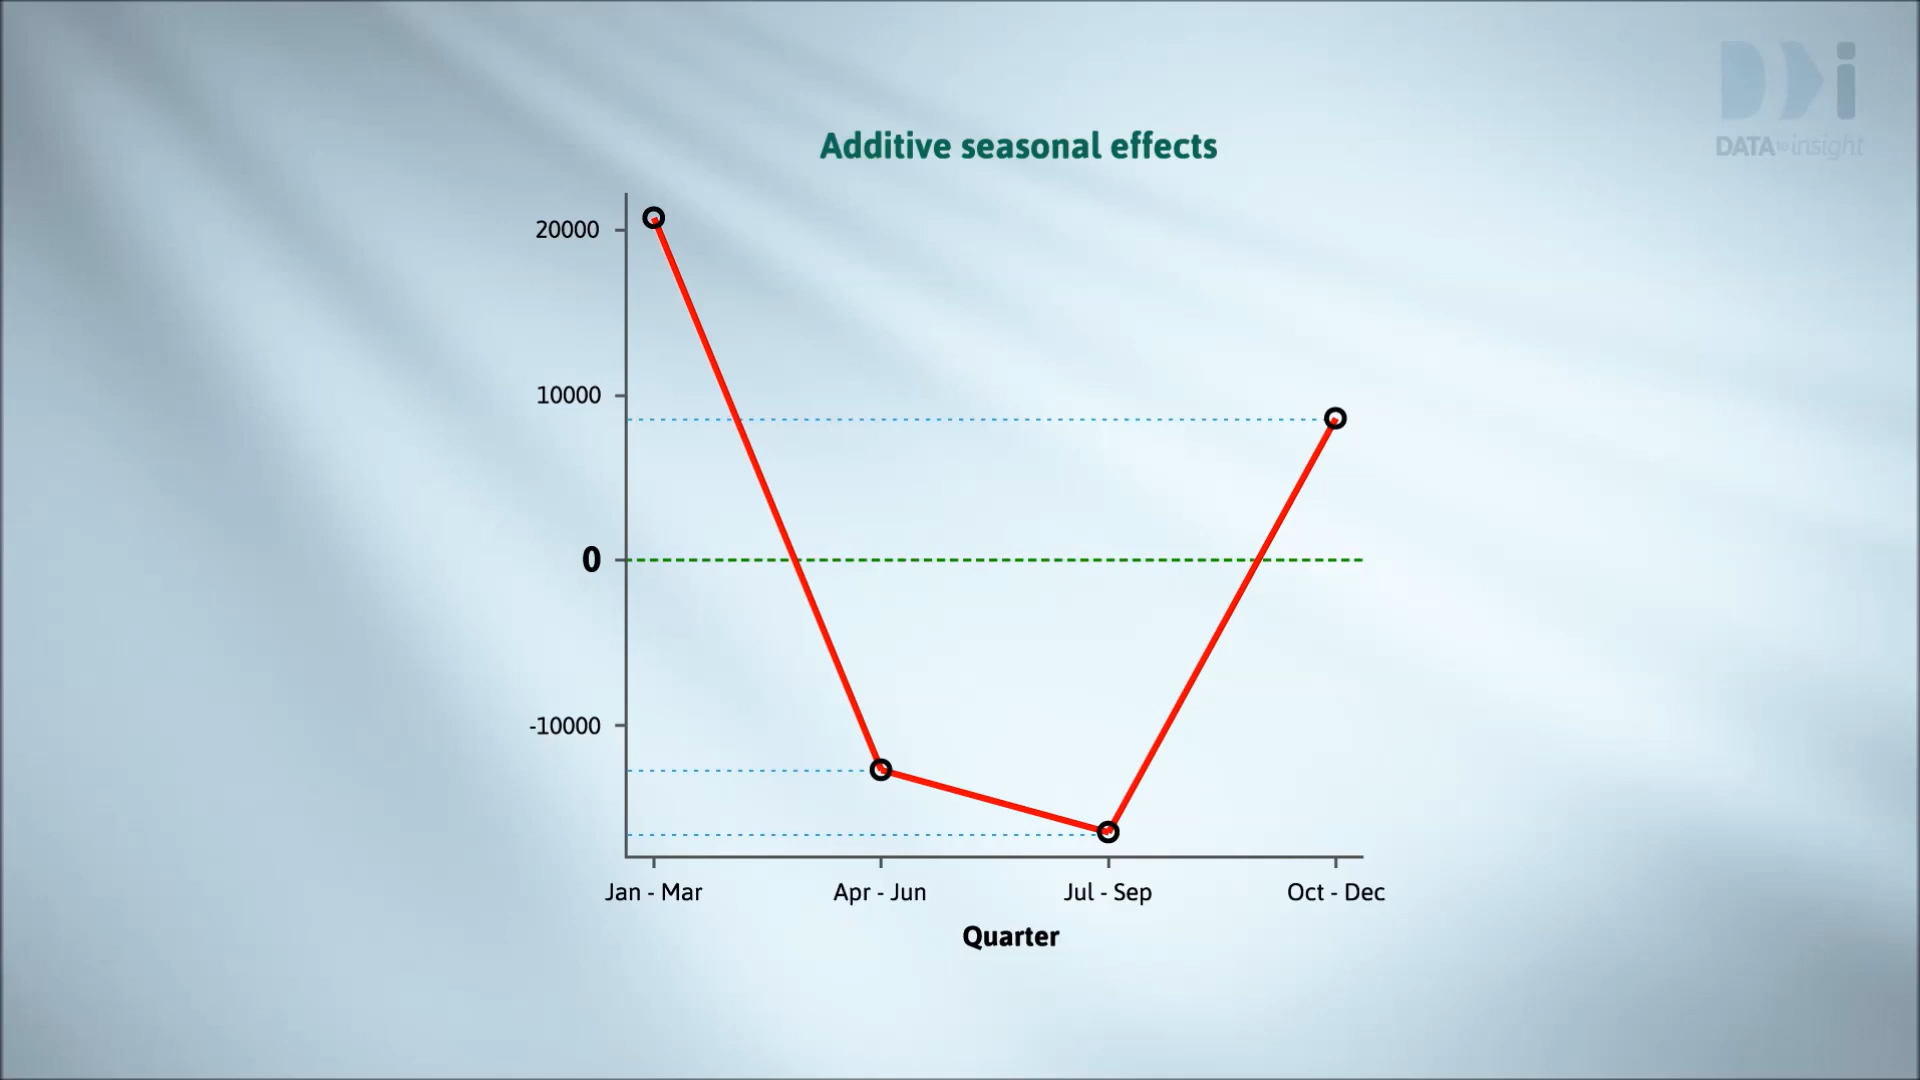 DATA to insight
Additive seasonal effects
20000
10000
0
-10000
Jan - Mar
Apr - Jun
Jul - Sep
Oct - Dec
Quarter